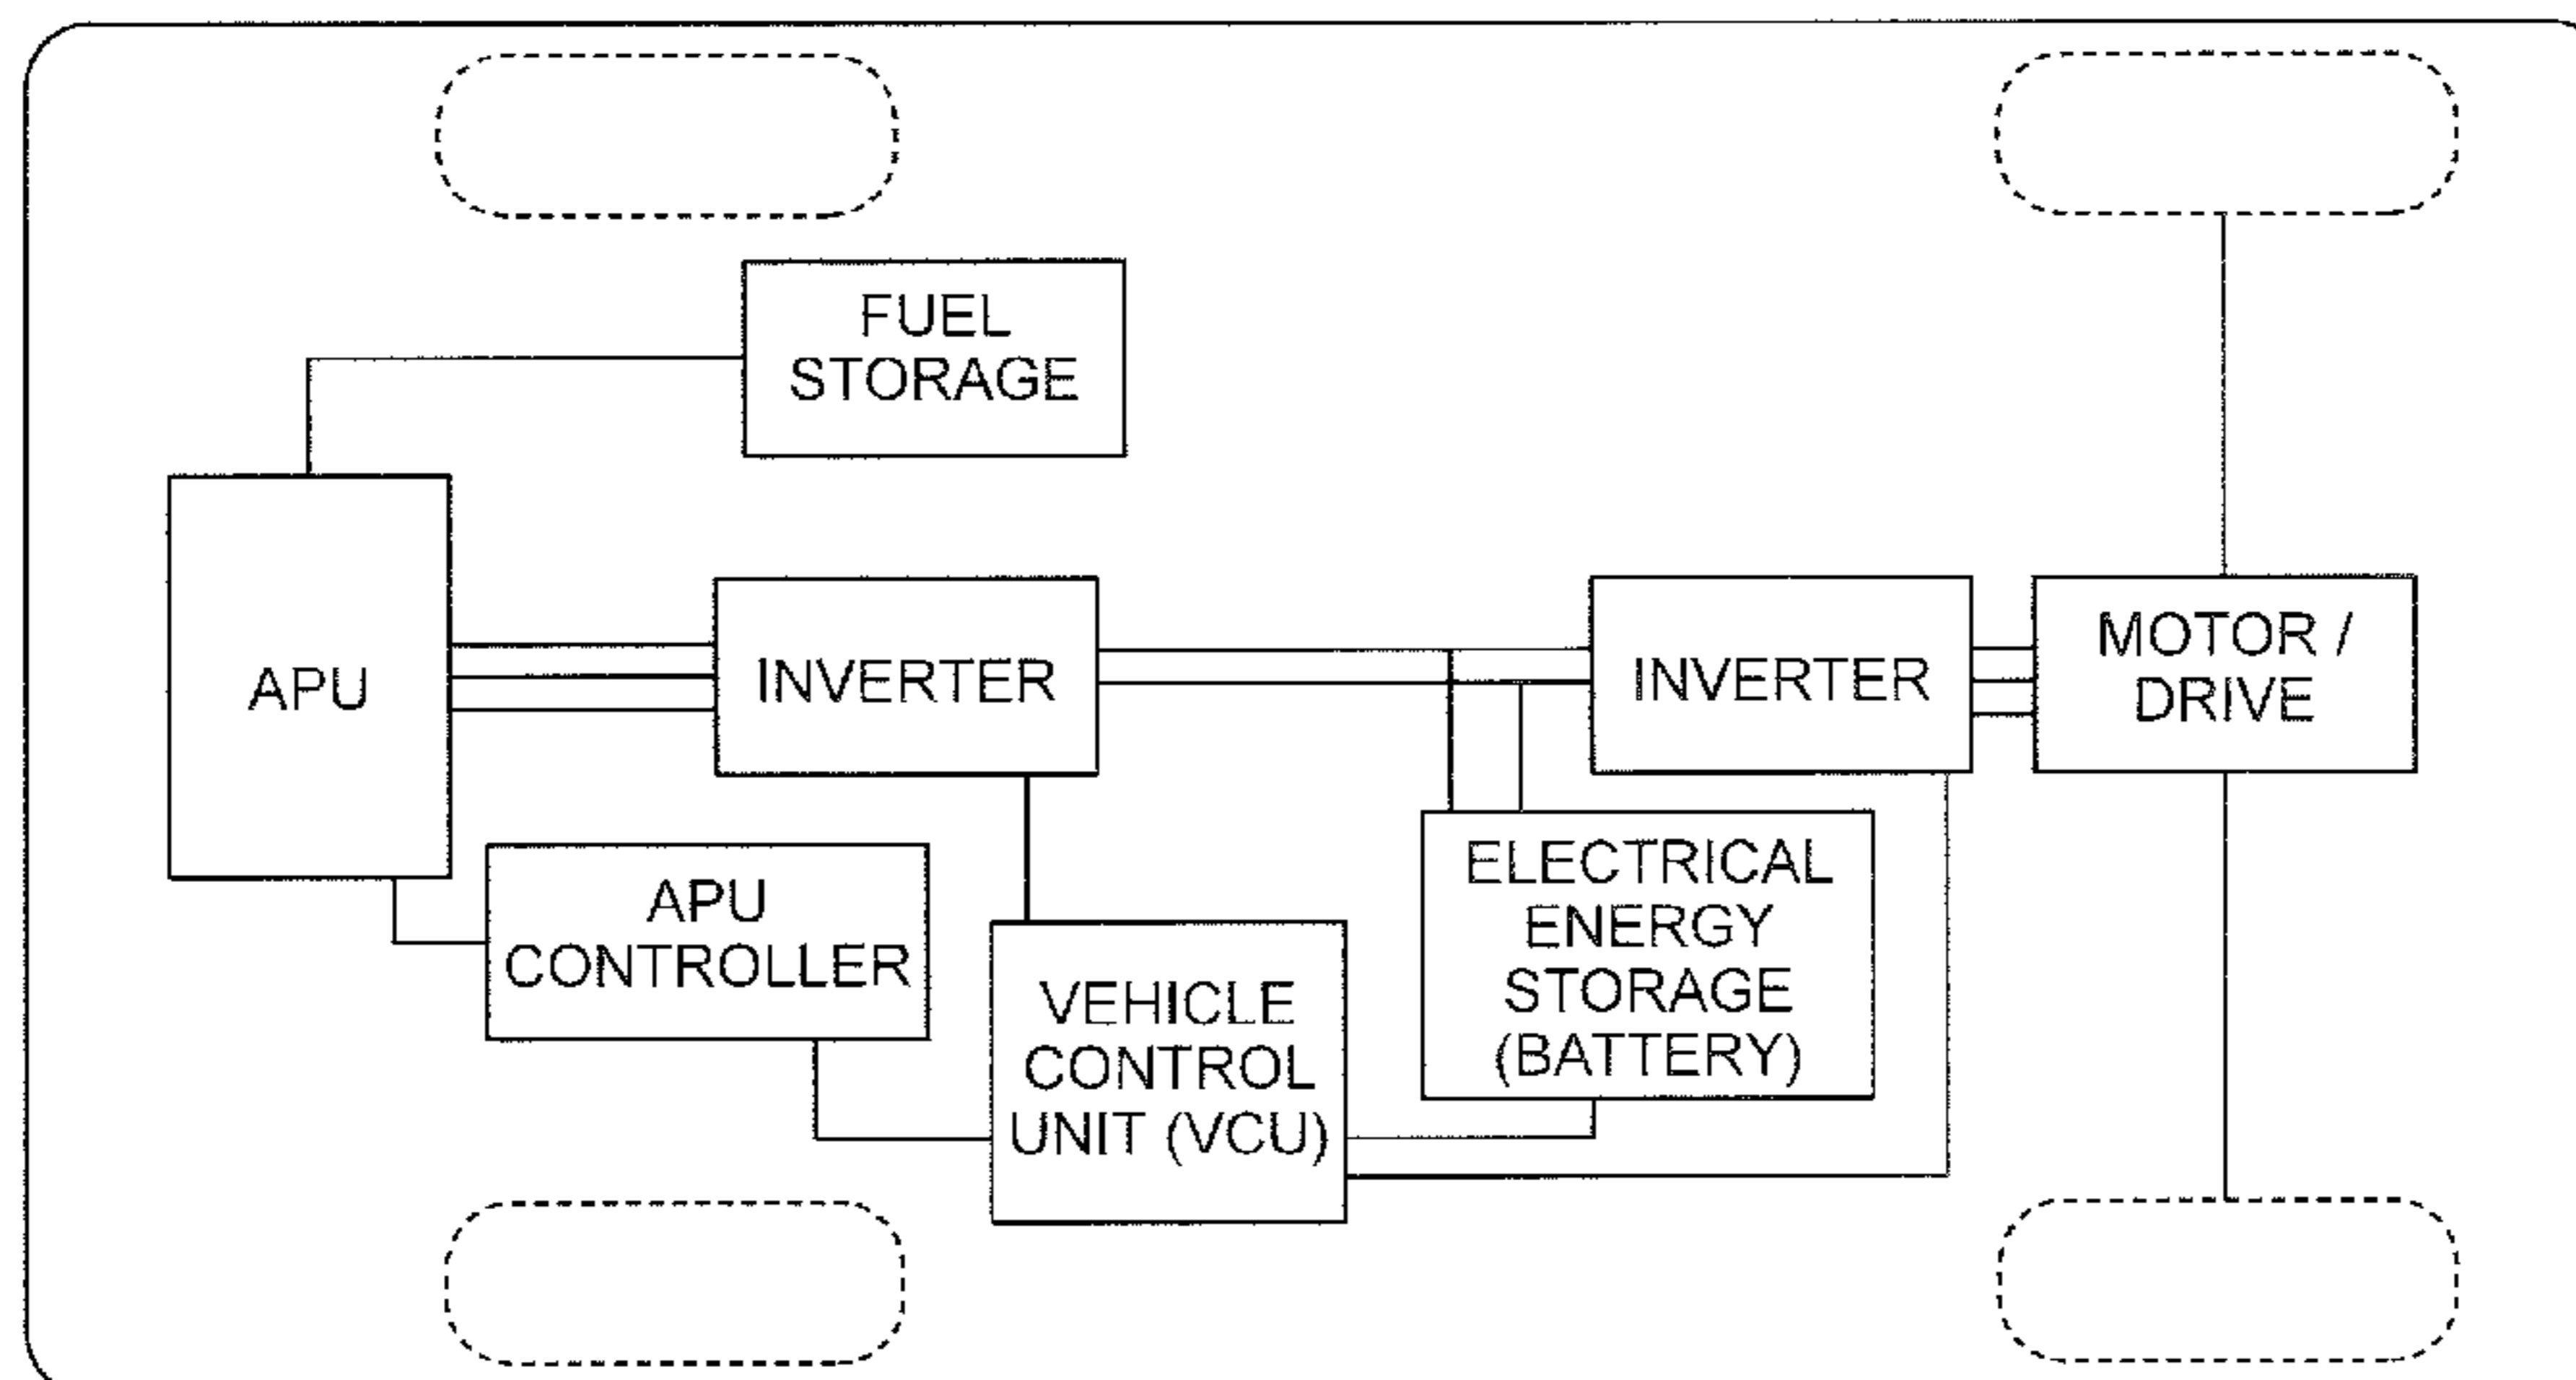 FUEL
STORAGE
APU
INVERTER
INVERTER
MOTOR /
DRIVE
APU
CONTROLLER
VEHICLE
CONTROL
UNIT (VCU)
ELECTRICAL
ENERGY
STORAGE
(BATTERY)